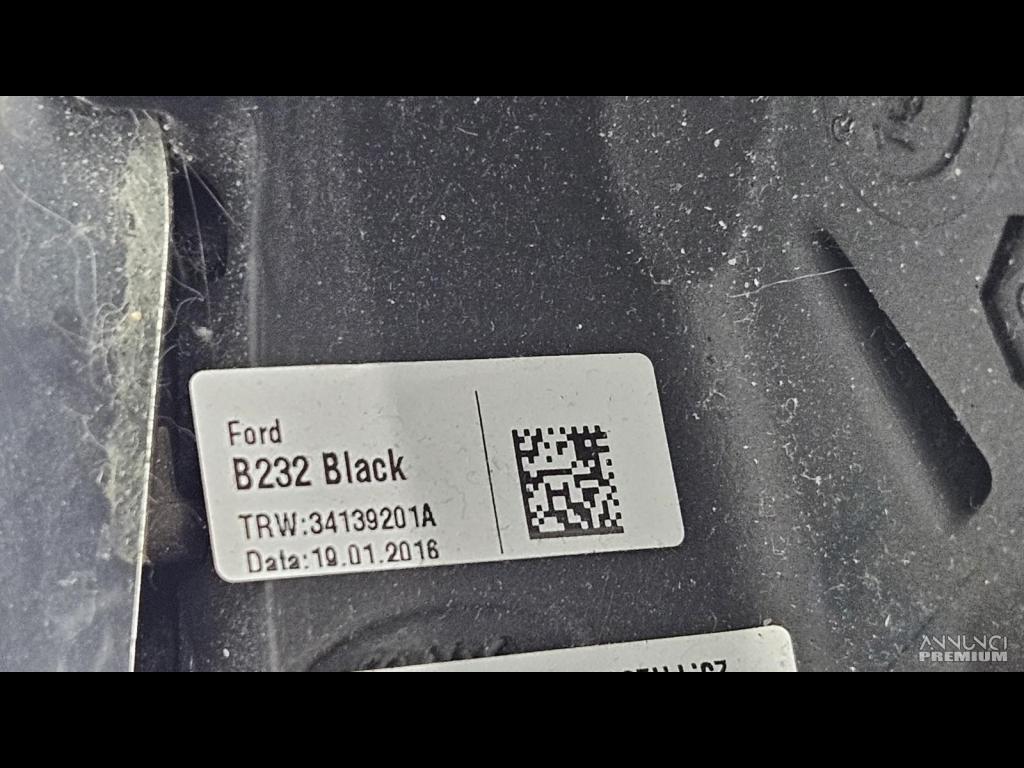 Ford
B232 Black
TRW:34139201A
Data:19.01.2016
ANNUNCI
PREMIUM